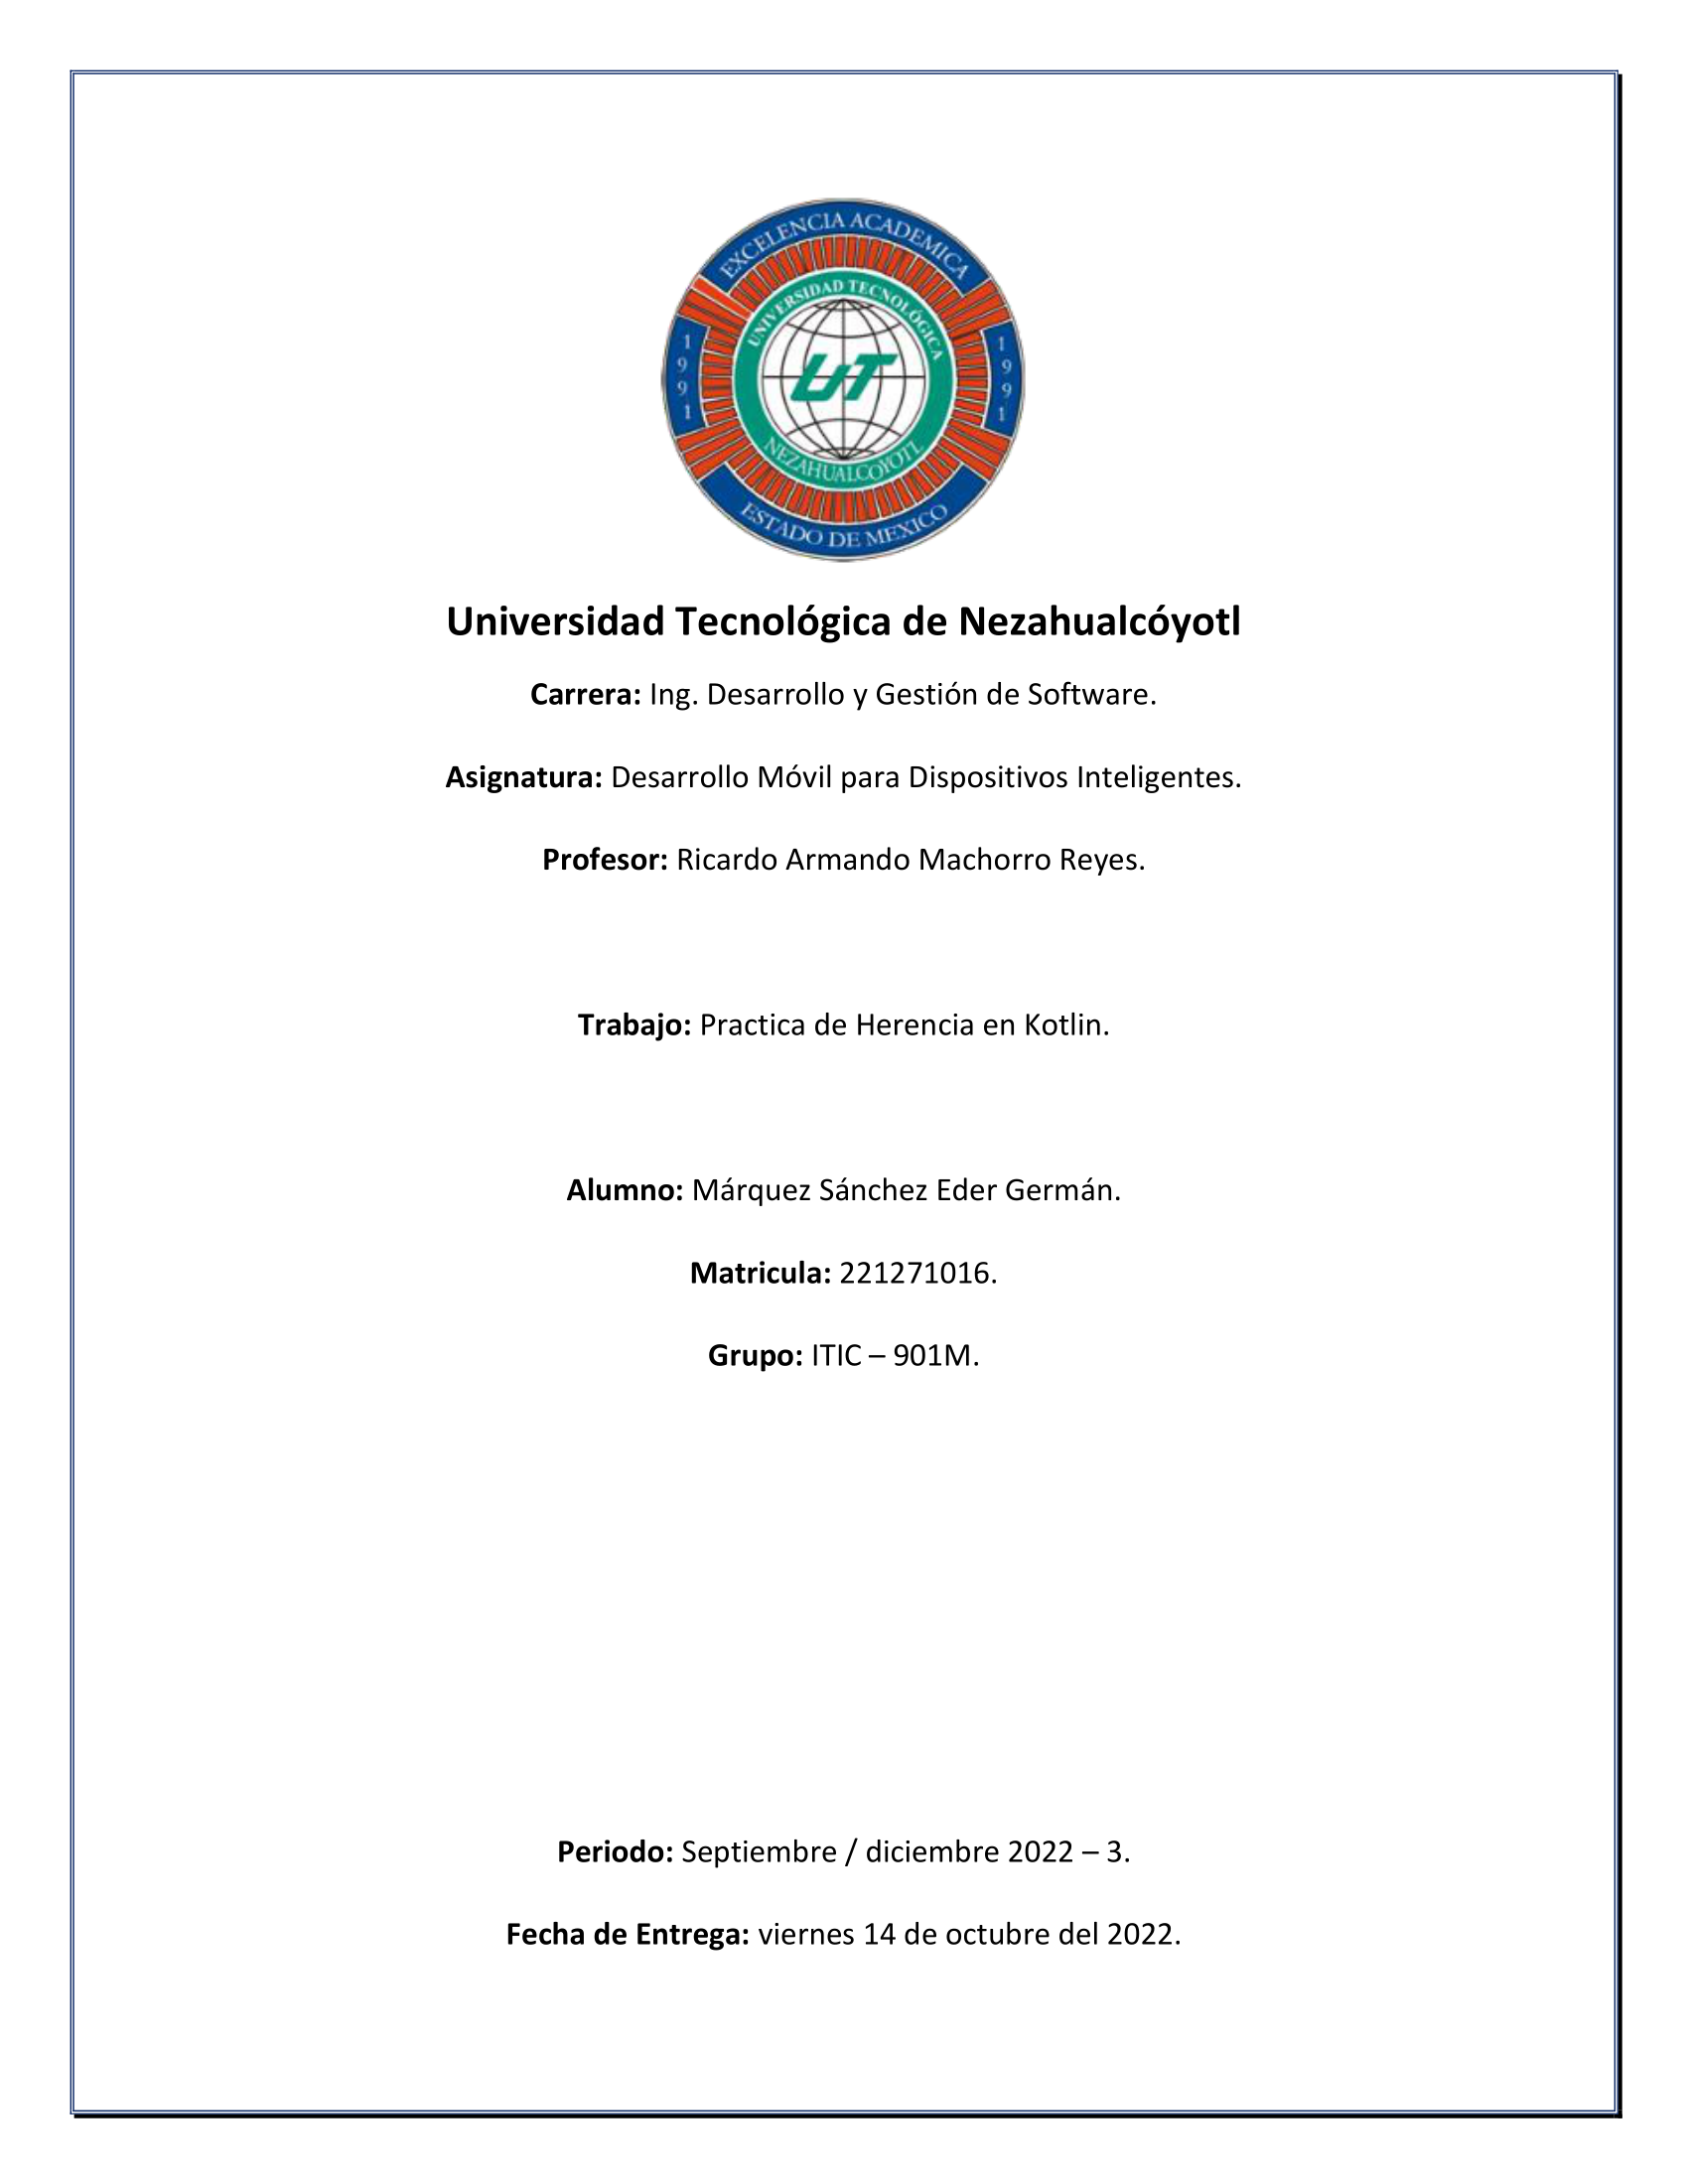 EXCELENCIA ACADEMICA
UNIVERSIDAD TECNOLÓGICA
1991
1991
UT
NEZAHUALCOYOTL
ESTADO DE MEXICO
Universidad Tecnológica de Nezahualcóyotl
Carrera: Ing. Desarrollo y Gestión de Software.
Asignatura: Desarrollo Móvil para Dispositivos Inteligentes.
Profesor: Ricardo Armando Machorro Reyes.
Trabajo: Practica de Herencia en Kotlin.
Alumno: Márquez Sánchez Eder Germán.
Matricula: 221271016.
Grupo: ITIC – 901M.
Periodo: Septiembre / diciembre 2022 – 3.
Fecha de Entrega: viernes 14 de octubre del 2022.